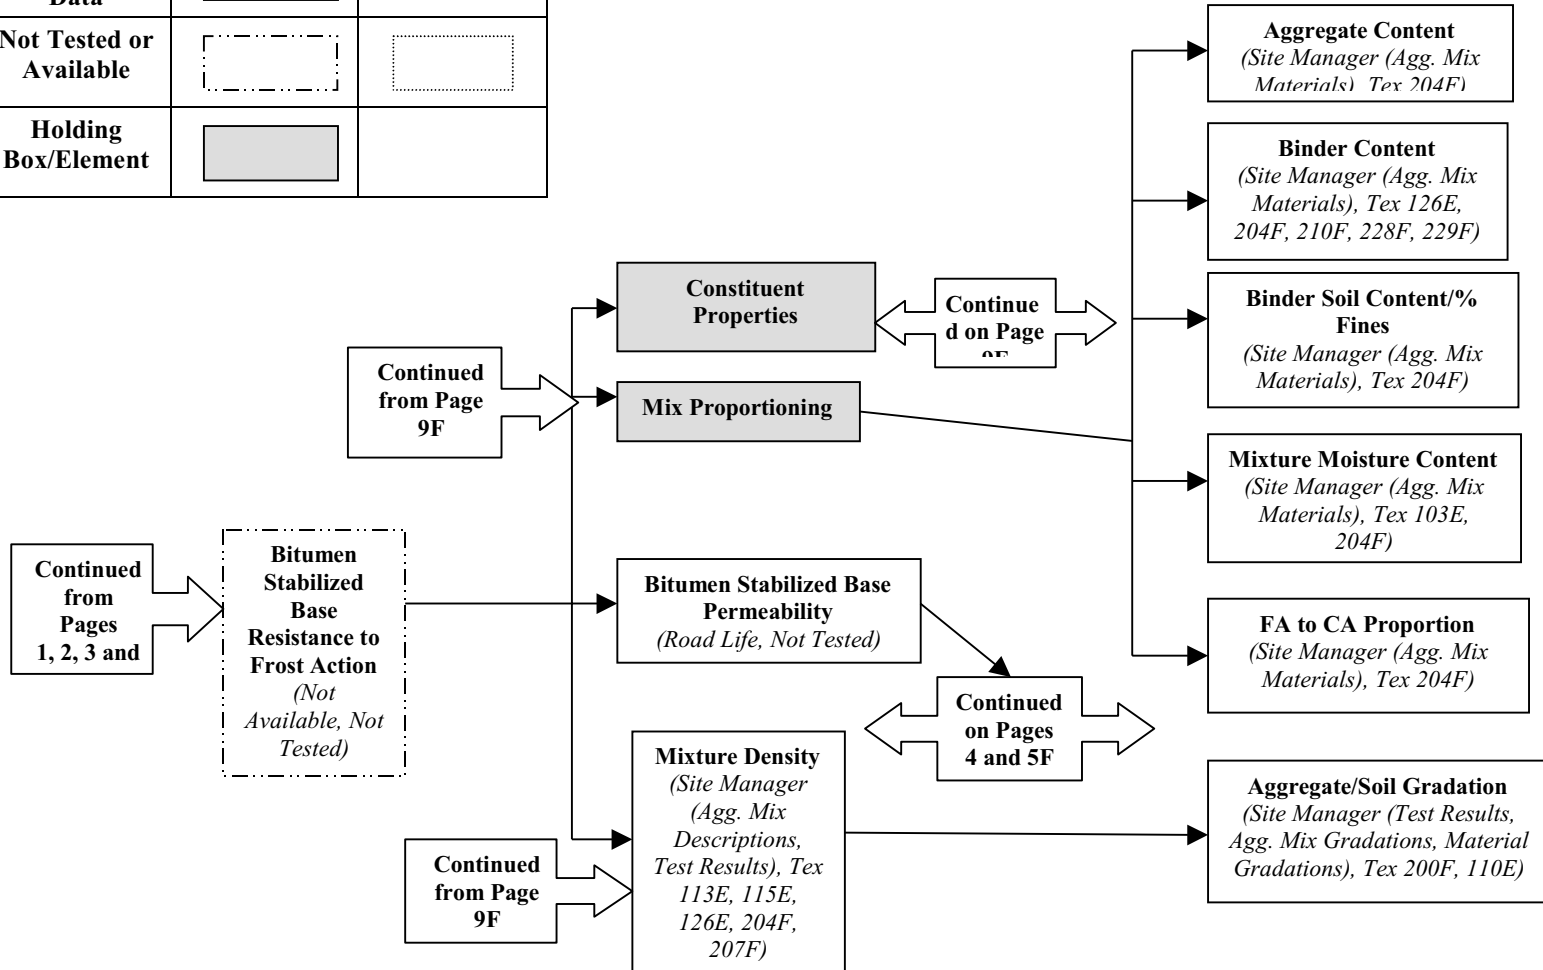 Data
Not Tested or
Available
Holding
Box/Element
Aggregate Content
(Site Manager (Agg. Mix
Materials), Tex 204F)
Binder Content
(Site Manager (Agg. Mix
Materials), Tex 126E,
204F, 210F, 228F, 229F)
Constituent
Properties
Continue
d on Page
9F
Binder Soil Content/%
Fines
(Site Manager (Agg. Mix
Materials), Tex 204F)
Continued
from Page
9F
Mix Proportioning
Mixture Moisture Content
(Site Manager (Agg. Mix
Materials), Tex 103E,
204F)
Continued
from
Pages
1, 2, 3 and
Bitumen
Stabilized
Base
Resistance to
Frost Action
(Not
Available, Not
Tested)
Bitumen Stabilized Base
Permeability
(Road Life, Not Tested)
FA to CA Proportion
(Site Manager (Agg. Mix
Materials), Tex 204F)
Continued
on Pages
4 and 5F
Mixture Density
(Site Manager
(Agg. Mix
Descriptions,
Test Results), Tex
113E, 115E,
126E, 204F,
207F)
Aggregate/Soil Gradation
(Site Manager (Test Results,
Agg. Mix Gradations, Material
Gradations), Tex 200F, 110E)
Continued
from Page
9F